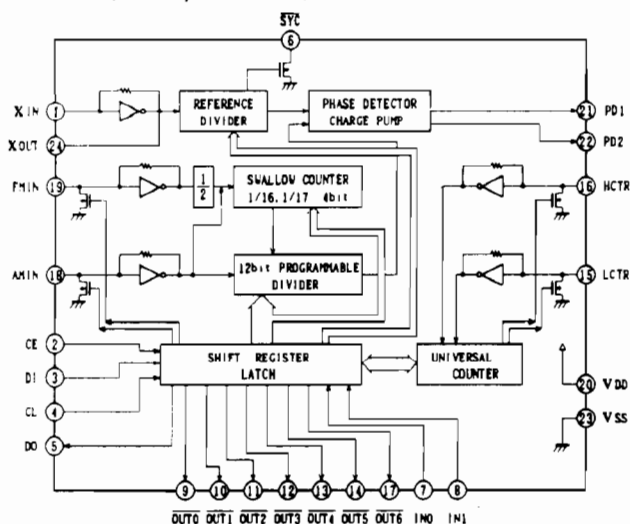 SYC
6
XIN 1
REFERENCE
DIVIDER
PHASE DETECTOR
CHARGE PUMP
21 PD1
XOUT 24
22 PD2
FMIN 19
1/2
SWALLOW COUNTER
1/16. 1/17 4bit
16 HCTR
AMIN 18
12bit PROGRAMMABLE
DIVIDER
15 LCTR
CE 2
DI 3
SHIFT REGISTER
LATCH
UNIVERSAL
COUNTER
20 VDD
CL 4
23 VSS
DO 5
9 10 11 12 13 14 17 7 8
OUT0 OUT1 OUT2 OUT3 OUT4 OUT5 OUT6 IN0 IN1